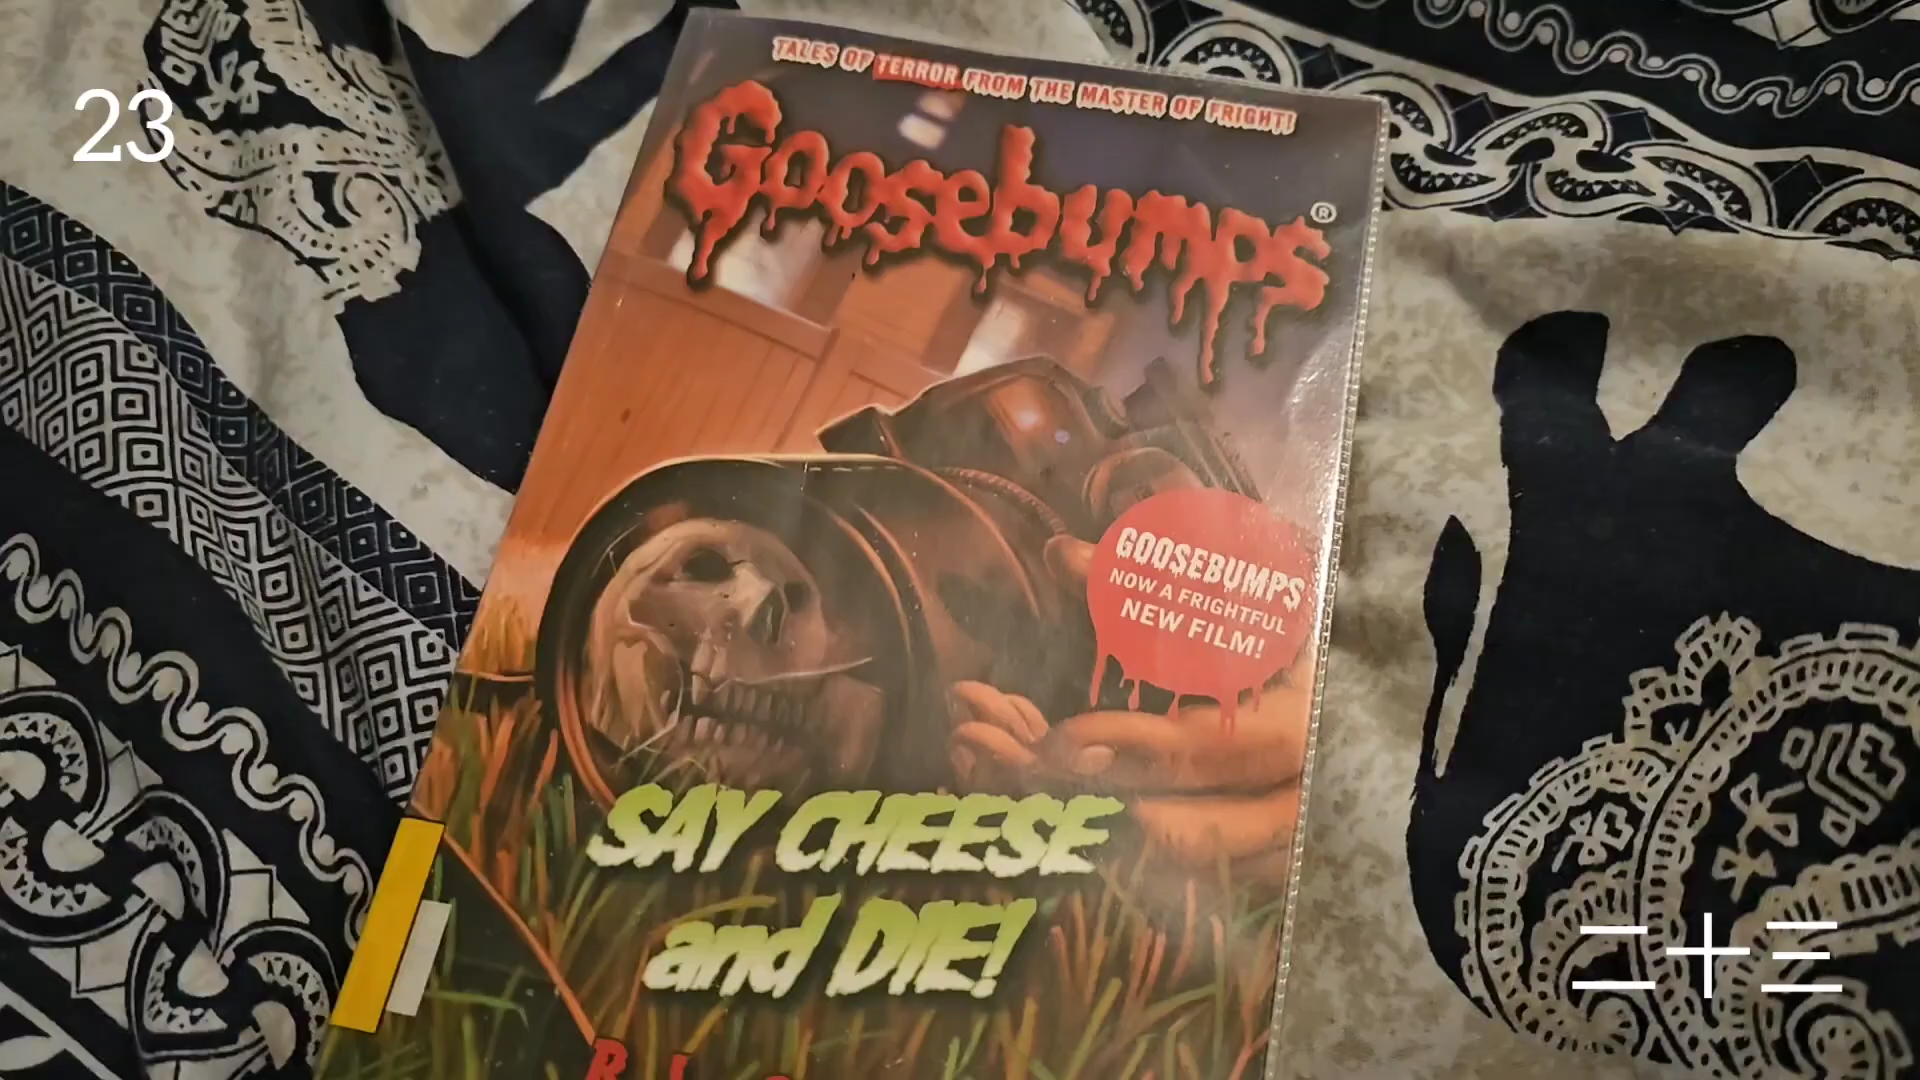 23
TALES OF TERROR FROM THE MASTER OF FRIGHT!
Goosebumps®
GOOSEBUMPS
NOW A FRIGHTFUL
NEW FILM!
SAY CHEESE
and DIE!
二十三